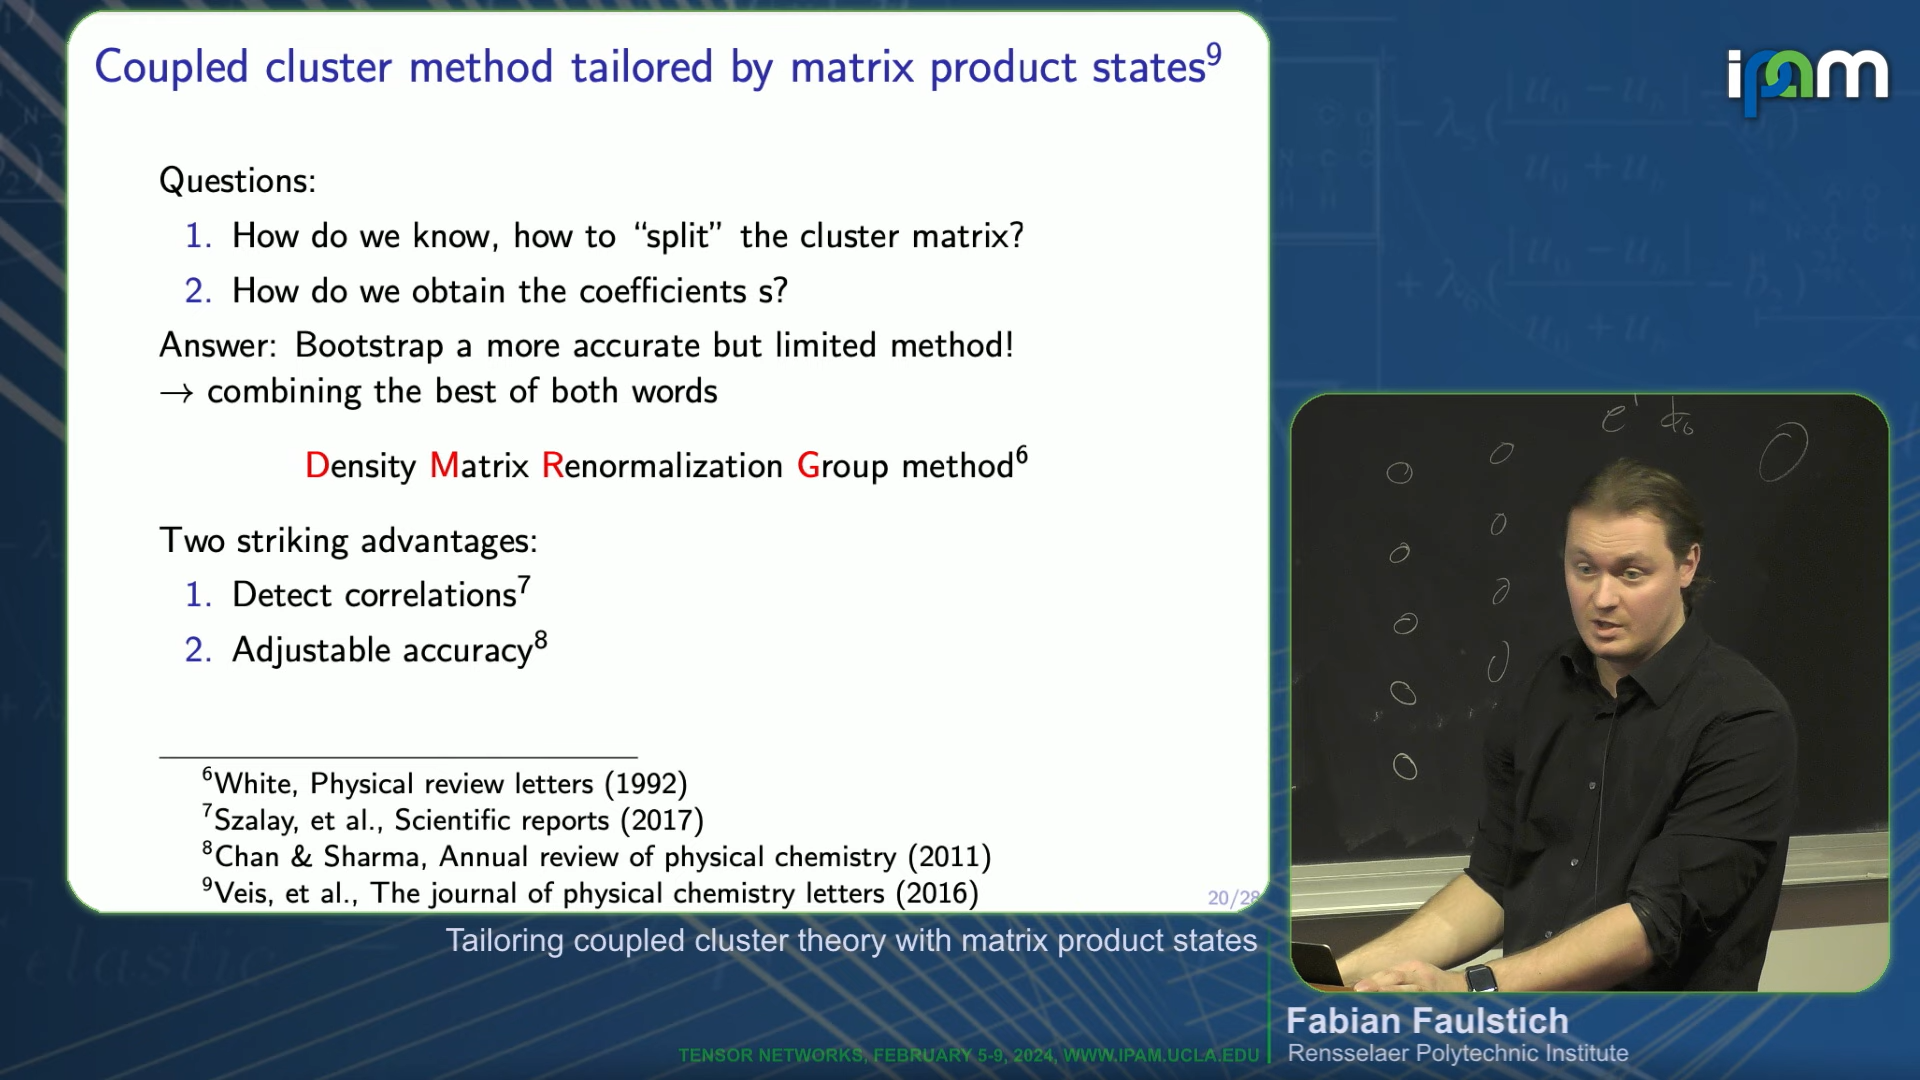 Coupled cluster method tailored by matrix product states⁹
Questions:
1. How do we know, how to “split” the cluster matrix?
2. How do we obtain the coefficients s?
Answer: Bootstrap a more accurate but limited method!
→ combining the best of both words
Density Matrix Renormalization Group method⁶
Two striking advantages:
1. Detect correlations⁷
2. Adjustable accuracy⁸
⁶White, Physical review letters (1992)
⁷Szalay, et al., Scientific reports (2017)
⁸Chan & Sharma, Annual review of physical chemistry (2011)
⁹Veis, et al., The journal of physical chemistry letters (2016)
20/28
Tailoring coupled cluster theory with matrix product states
TENSOR NETWORKS, FEBRUARY 5-9, 2024, WWW.IPAM.UCLA.EDU
ipam
Fabian Faulstich
Rensselaer Polytechnic Institute